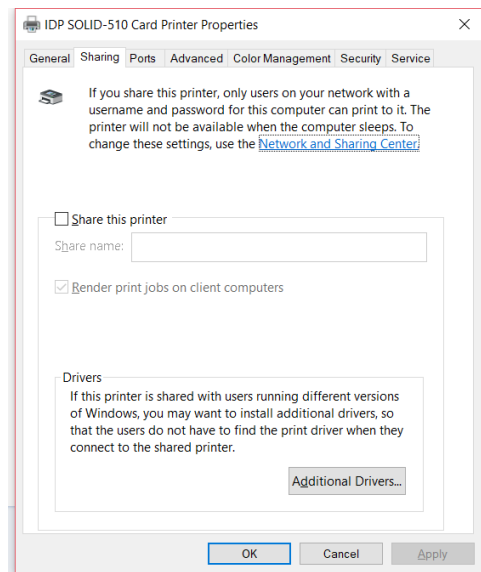 IDP SOLID-510 Card Printer Properties
General Sharing Ports Advanced Color Management Security Service
If you share this printer, only users on your network with a
username and password for this computer can print to it. The
printer will not be available when the computer sleeps. To
change these settings, use the Network and Sharing Center.
Share this printer
Share name:
Render print jobs on client computers
Drivers
If this printer is shared with users running different versions
of Windows, you may want to install additional drivers, so
that the users do not have to find the print driver when they
connect to the shared printer.
Additional Drivers...
OK Cancel Apply